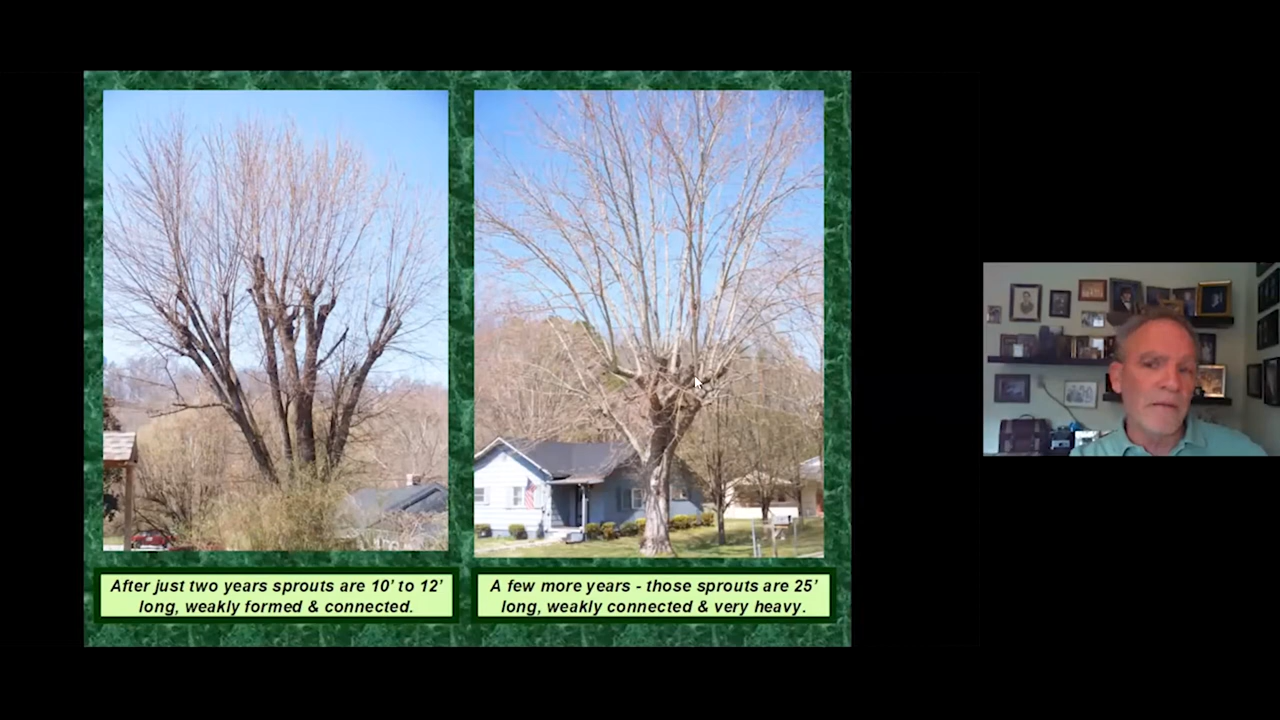 After just two years sprouts are 10' to 12'
long, weakly formed & connected.
A few more years - those sprouts are 25'
long, weakly connected & very heavy.